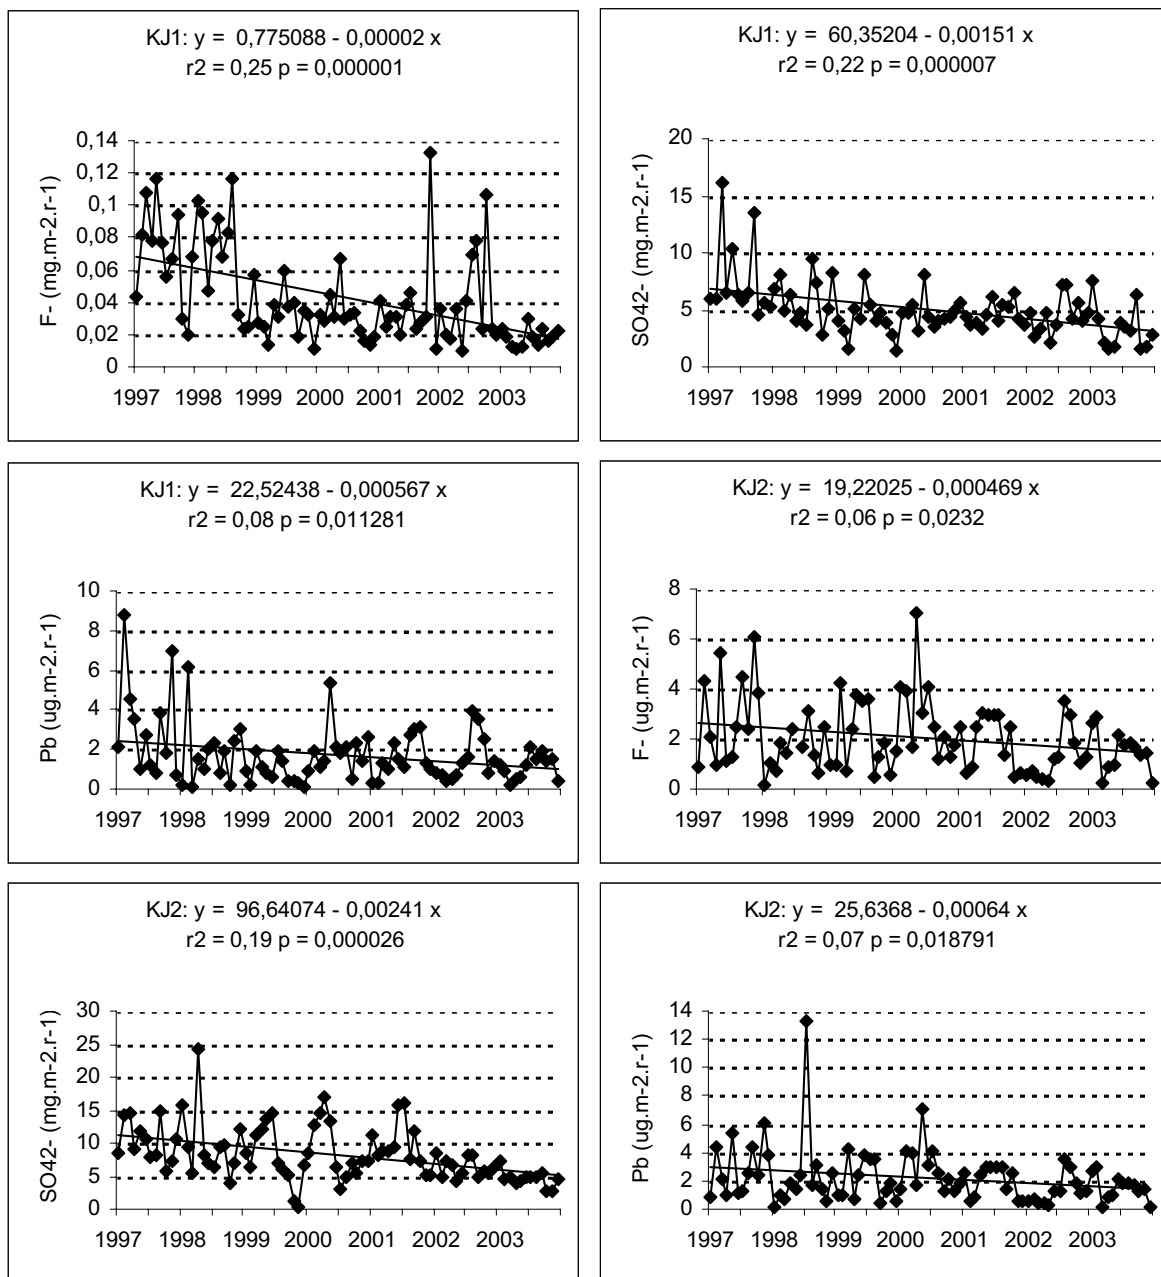 KJ1: y = 0,775088 - 0,00002 x
r2 = 0,25 p = 0,000001
F- (mg.m-2.r-1)
0,14
0,12
0,1
0,08
0,06
0,04
0,02
0
1997 1998 1999 2000 2001 2002 2003
KJ1: y = 60,35204 - 0,00151 x
r2 = 0,22 p = 0,000007
SO42- (mg.m-2.r-1)
20
15
10
5
0
1997 1998 1999 2000 2001 2002 2003
KJ1: y = 22,52438 - 0,000567 x
r2 = 0,08 p = 0,011281
Pb (ug.m-2.r-1)
10
8
6
4
2
0
1997 1998 1999 2000 2001 2002 2003
KJ2: y = 19,22025 - 0,000469 x
r2 = 0,06 p = 0,0232
F- (ug.m-2.r-1)
8
6
4
2
0
1997 1998 1999 2000 2001 2002 2003
KJ2: y = 96,64074 - 0,00241 x
r2 = 0,19 p = 0,000026
SO42- (mg.m-2.r-1)
30
25
20
15
10
5
0
1997 1998 1999 2000 2001 2002 2003
KJ2: y = 25,6368 - 0,00064 x
r2 = 0,07 p = 0,018791
Pb (ug.m-2.r-1)
14
12
10
8
6
4
2
0
1997 1998 1999 2000 2001 2002 2003